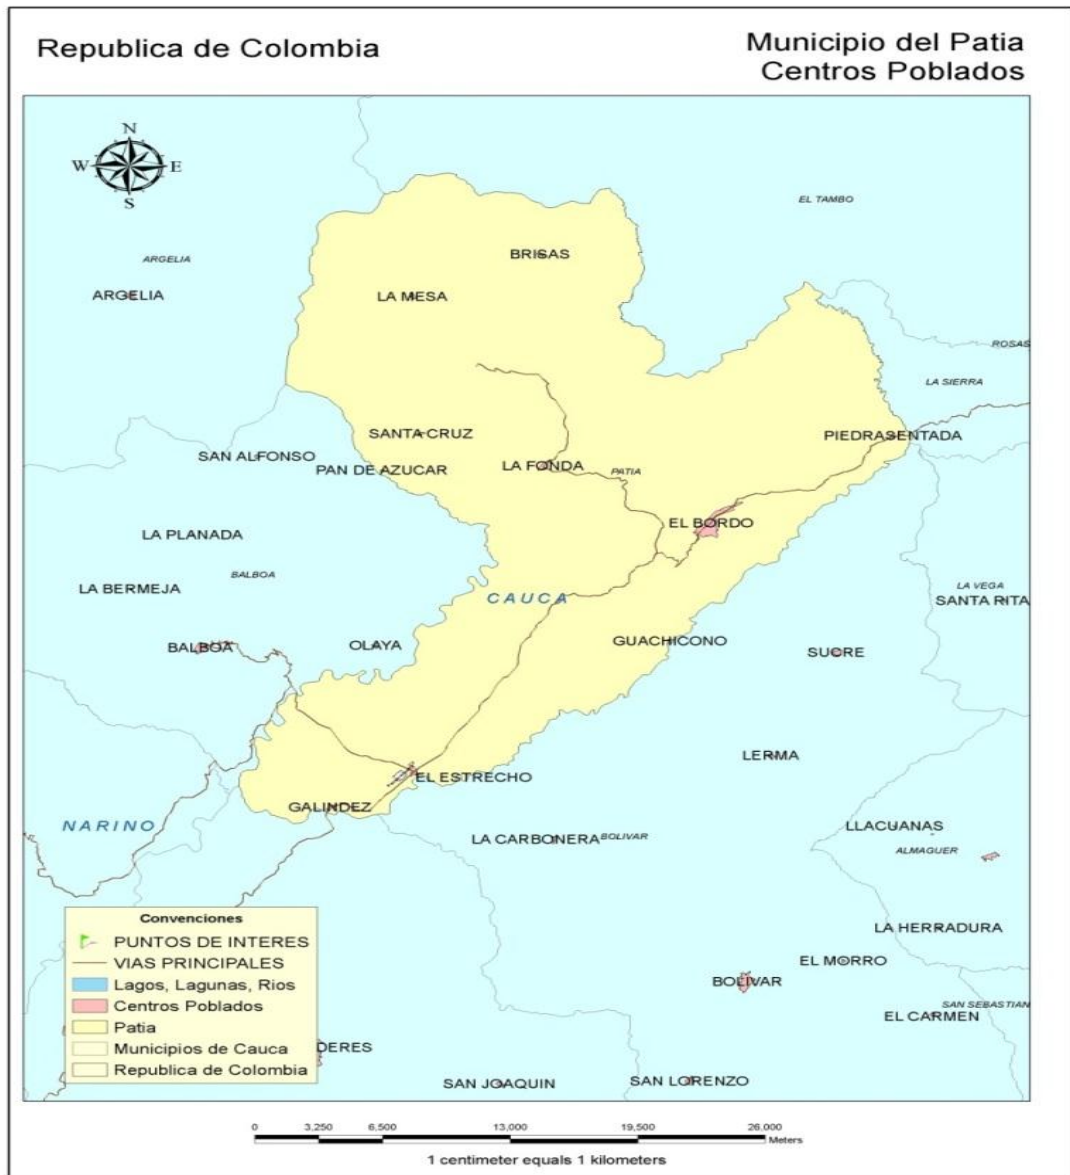 Republica de Colombia
Municipio del Patia
Centros Poblados
N
W
E
S
EL TAMBO
BRISAS
ARGELIA
ARGELIA
LA MESA
ROSAS
LA SIERRA
SANTA CRUZ
PIEDRASENTADA
SAN ALFONSO
PAN DE AZUCAR
LA FONDA
PATIA
EL BORDO
LA PLANADA
BALBOA
LA BERMEJA
CAUCA
LA VEGA
SANTA RITA
BALBOA
OLAYA
GUACHICONO
SUCRE
LERMA
EL ESTRECHO
GALINDEZ
NARINO
LA CARBONERA
BOLIVAR
LLACUANAS
ALMAGUER
LA HERRADURA
EL MORRO
BOLIVAR
SAN SEBASTIAN
EL CARMEN
DERES
SAN JOAQUIN
SAN LORENZO
Convenciones
PUNTOS DE INTERES
VIAS PRINCIPALES
Lagos, Lagunas, Rios
Centros Poblados
Patia
Municipios de Cauca
Republica de Colombia
0 3,250 6,500 13,000 19,500 26,000
Meters
1 centimeter equals 1 kilometers